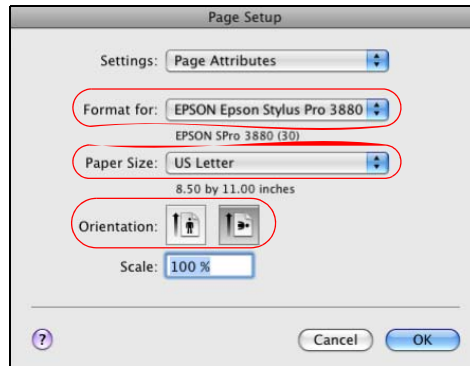 Page Setup
Settings: Page Attributes
Format for: EPSON Epson Stylus Pro 3880
EPSON SPro 3880 (30)
Paper Size: US Letter
8.50 by 11.00 inches
Orientation:
Scale: 100 %
? Cancel OK